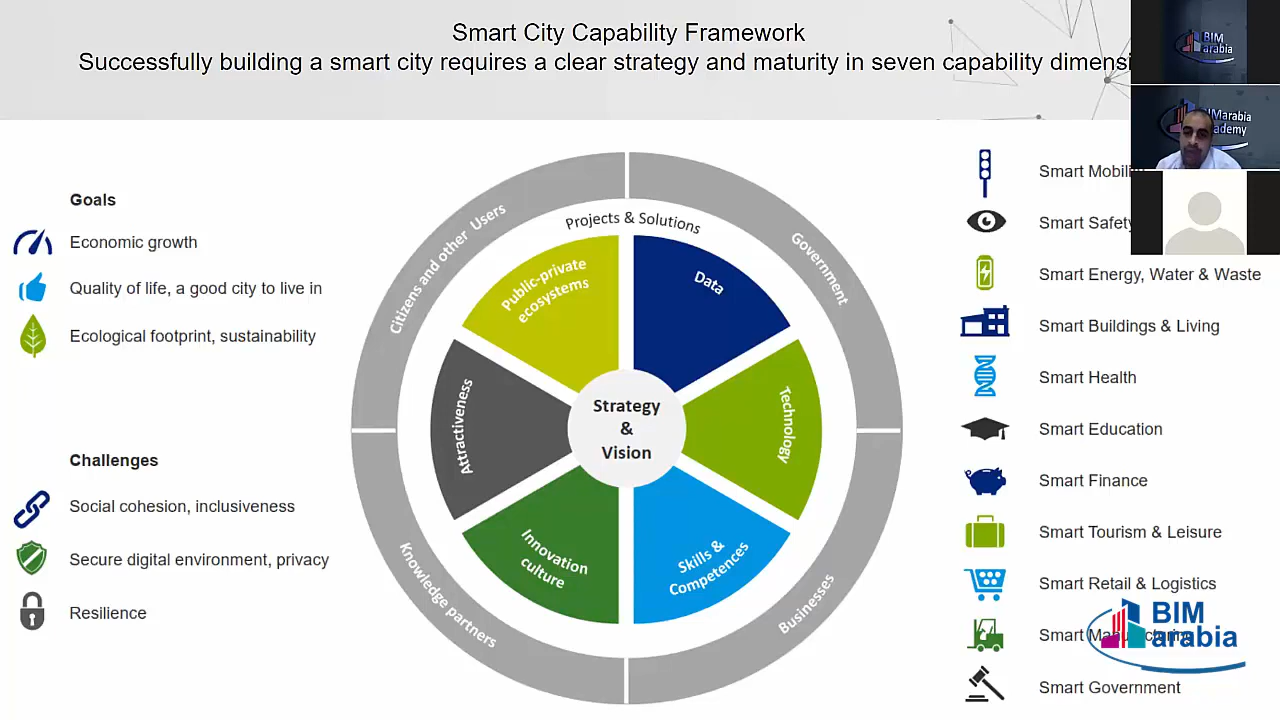 Smart City Capability Framework
Successfully building a smart city requires a clear strategy and maturity in seven capability
Goals
Economic growth
Quality of life, a good city to live in
Ecological footprint, sustainability
Challenges
Social cohesion, inclusiveness
Secure digital environment, privacy
Resilience
Citizens and other Users
Government
Projects & Solutions
Public-private
ecosystems
Data
Attractiveness
Technology
Strategy
&
Vision
Innovation
culture
Skills &
Competences
Knowledge partners
Businesses
Smart
Smart Safety
Smart Energy, Water & Waste
Smart Buildings & Living
Smart Health
Smart Education
Smart Finance
Smart Tourism & Leisure
Smart Retail & Logistics
Smart
Smart Government
BIM
arabia
BIM
arabia
BIMarabia